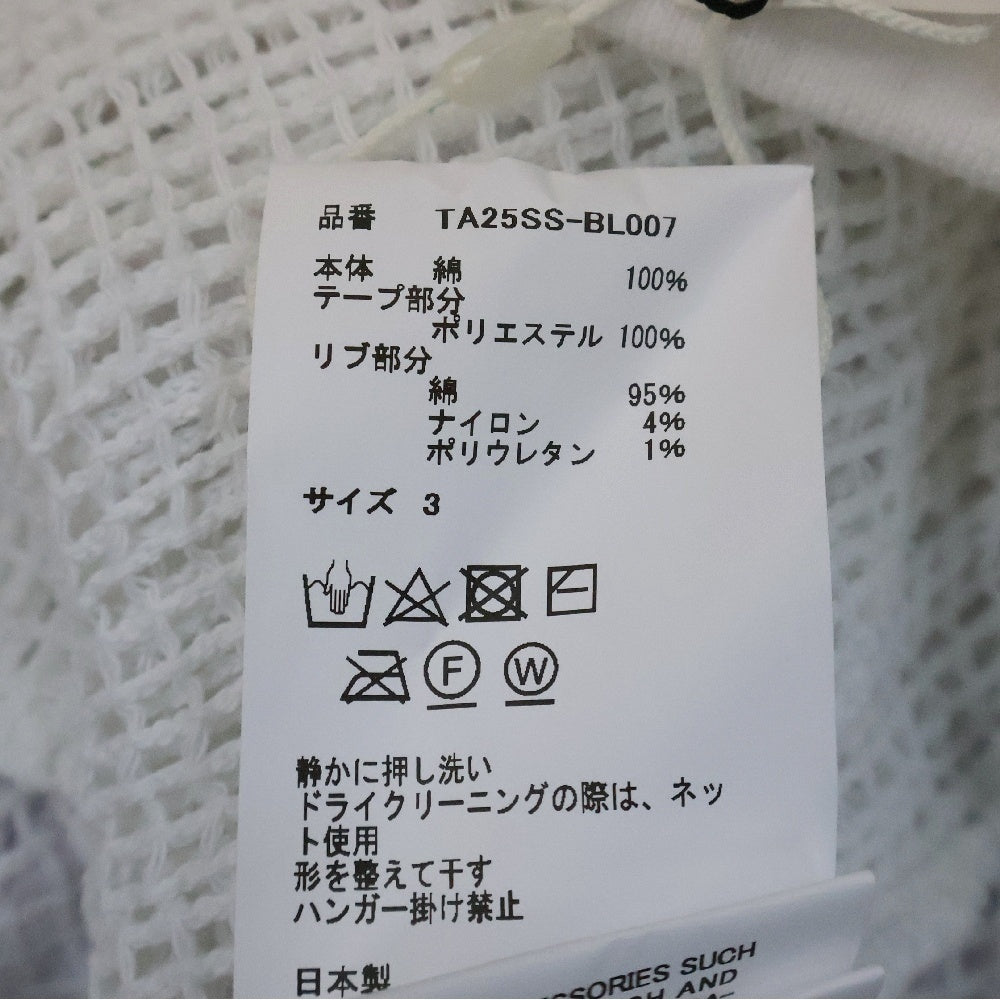 品番 TA25SS-BL007
本体 綿 100%
テープ部分
ポリエステル 100%
リブ部分
綿 95%
ナイロン 4%
ポリウレタン 1%
サイズ 3
F W
静かに押し洗い
ドライクリーニングの際は、ネッ
ト使用
形を整えて干す
ハンガー掛け禁止
日本製
SUCH
AND